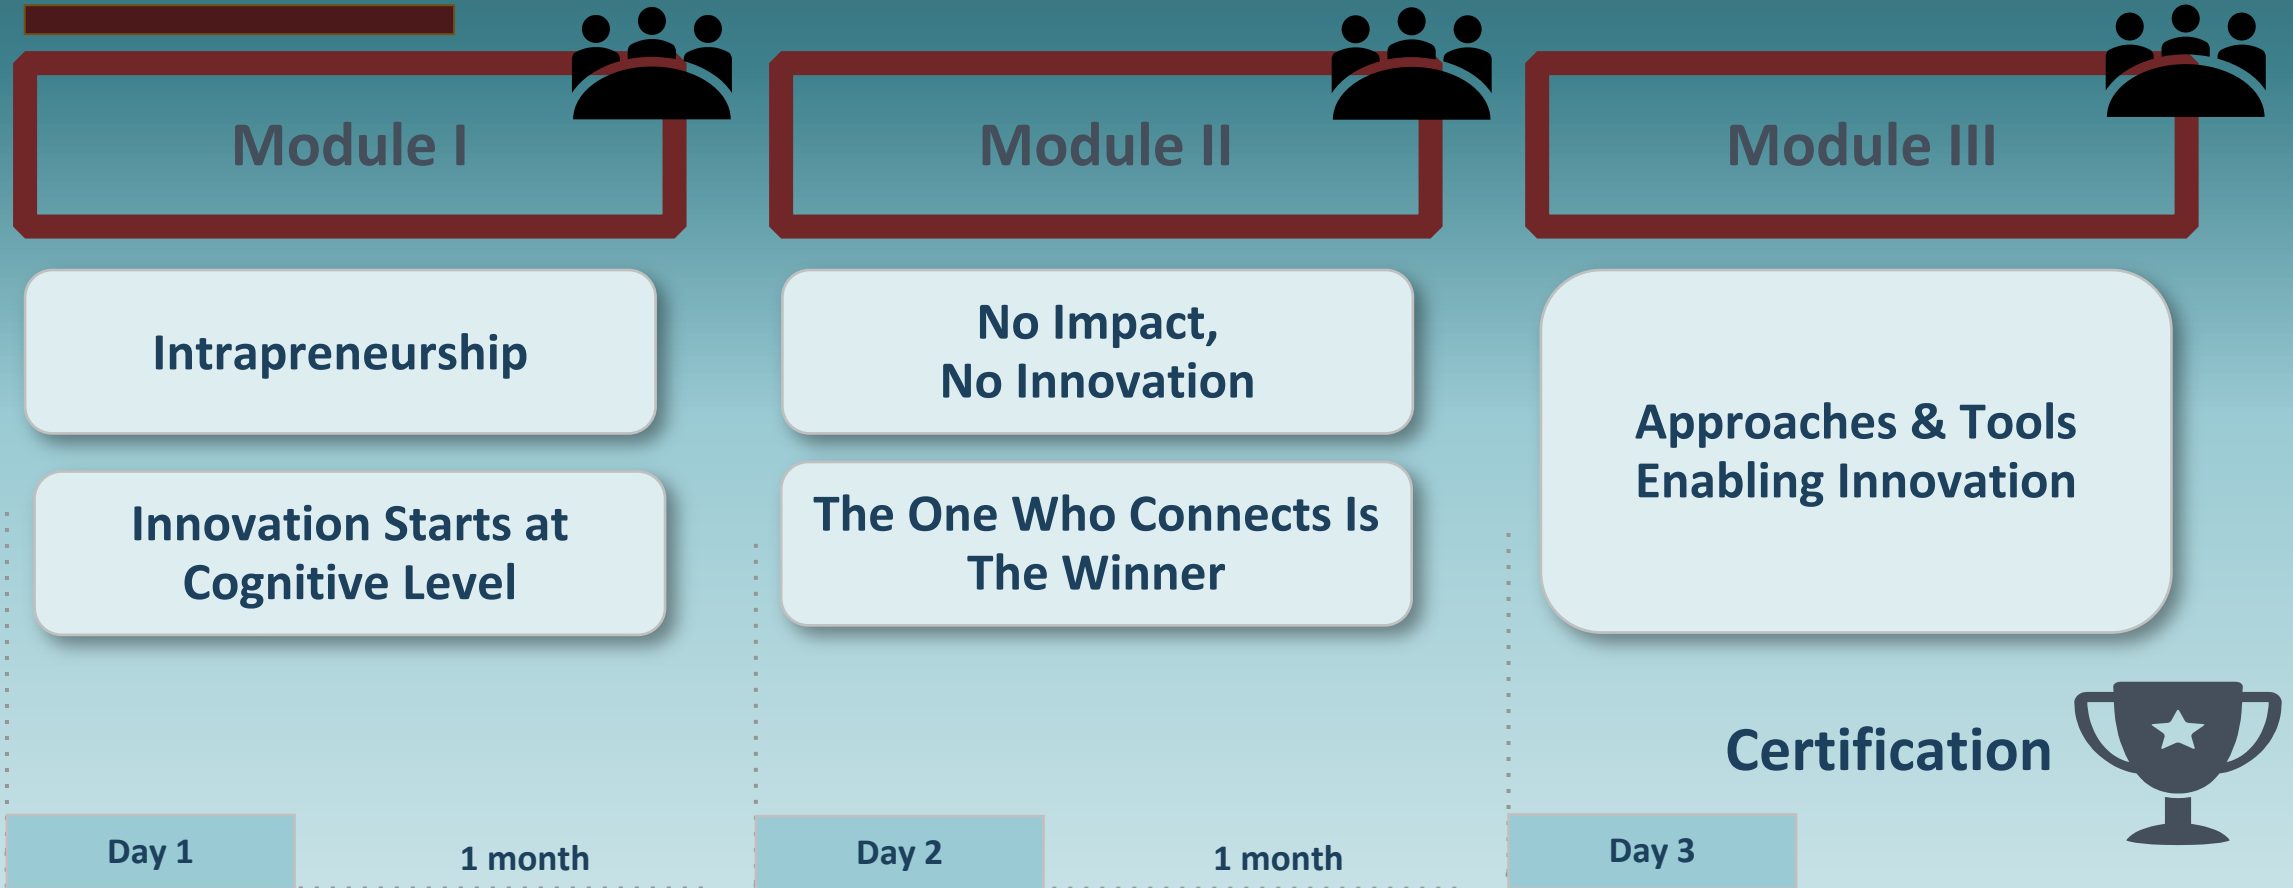 Module I
Module II
Module III
Intrapreneurship
Innovation Starts at
Cognitive Level
No Impact,
No Innovation
The One Who Connects Is
The Winner
Approaches & Tools
Enabling Innovation
Certification
Day 1
1 month
Day 2
1 month
Day 3